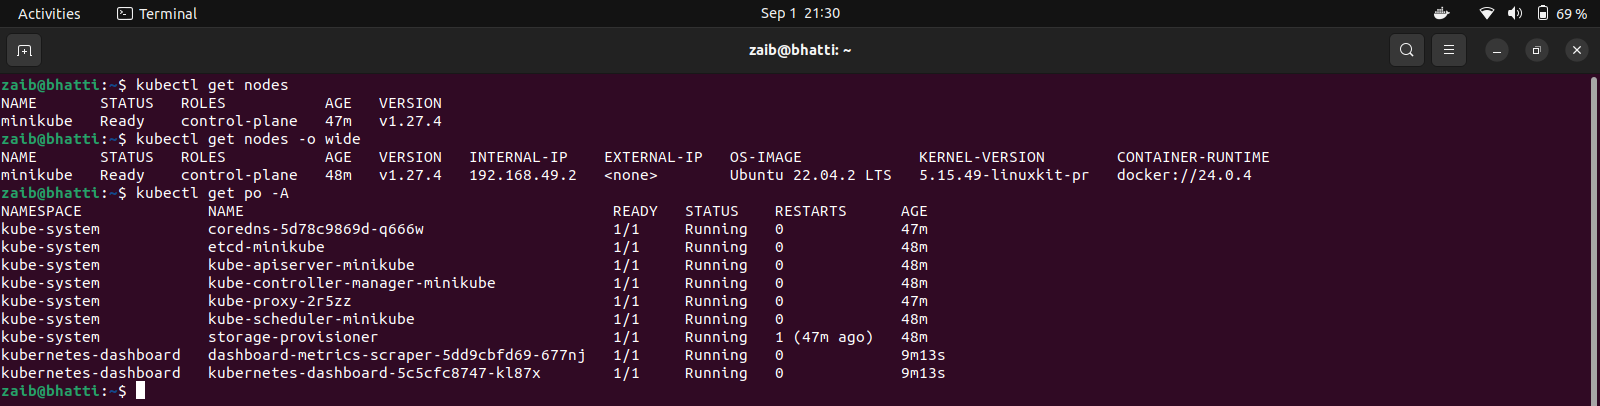 Activities Terminal Sep 1 21:30 69 %
zaib@bhatti: ~
zaib@bhatti:~$ kubectl get nodes
NAME       STATUS   ROLES           AGE   VERSION
minikube   Ready    control-plane   47m   v1.27.4
zaib@bhatti:~$ kubectl get nodes -o wide
NAME       STATUS   ROLES           AGE   VERSION   INTERNAL-IP    EXTERNAL-IP   OS-IMAGE             KERNEL-VERSION        CONTAINER-RUNTIME
minikube   Ready    control-plane   48m   v1.27.4   192.168.49.2   <none>        Ubuntu 22.04.2 LTS   5.15.49-linuxkit-pr   docker://24.0.4
zaib@bhatti:~$ kubectl get po -A
NAMESPACE              NAME                                         READY   STATUS    RESTARTS      AGE
kube-system            coredns-5d78c9869d-q666w                     1/1     Running   0             47m
kube-system            etcd-minikube                                1/1     Running   0             48m
kube-system            kube-apiserver-minikube                      1/1     Running   0             48m
kube-system            kube-controller-manager-minikube             1/1     Running   0             48m
kube-system            kube-proxy-2r5zz                             1/1     Running   0             47m
kube-system            kube-scheduler-minikube                      1/1     Running   0             48m
kube-system            storage-provisioner                          1/1     Running   1 (47m ago)   48m
kubernetes-dashboard   dashboard-metrics-scraper-5dd9cbfd69-677nj   1/1     Running   0             9m13s
kubernetes-dashboard   kubernetes-dashboard-5c5cfc8747-kl87x        1/1     Running   0             9m13s
zaib@bhatti:~$